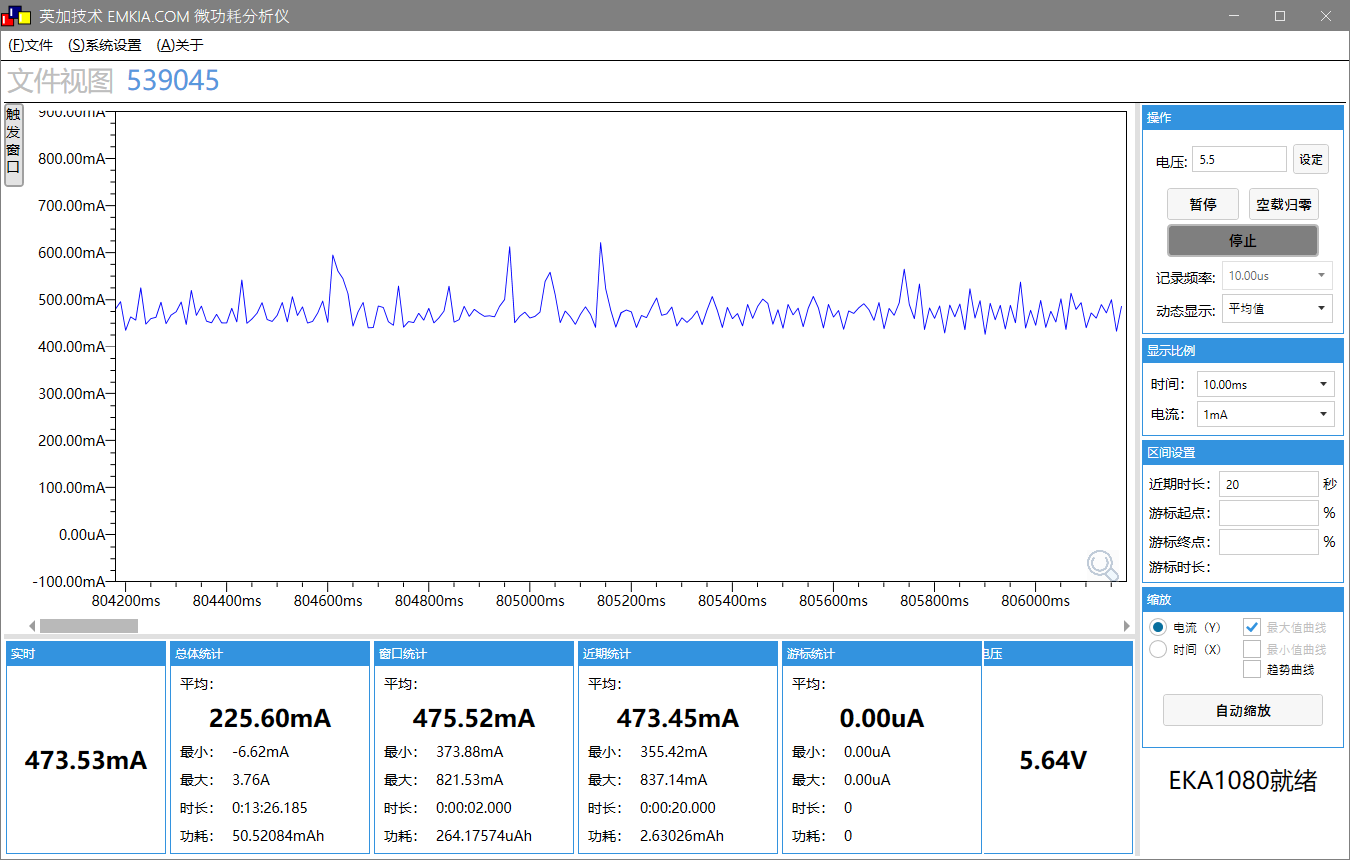 英加技术 EMKIA.COM 微功耗分析仪
(F)文件 (S)系统设置 (A)关于
文件视图 539045
触发窗口
900.00mA
800.00mA
700.00mA
600.00mA
500.00mA
400.00mA
300.00mA
200.00mA
100.00mA
0.00uA
-100.00mA
804200ms 804400ms 804600ms 804800ms 805000ms 805200ms 805400ms 805600ms 805800ms 806000ms
操作
电压: 5.5 设定
暂停 空载归零
停止
记录频率: 10.00us
动态显示: 平均值
显示比例
时间: 10.00ms
电流: 1mA
区间设置
近期时长: 20 秒
游标起点: %
游标终点: %
游标时长:
缩放
电流（Y） 最大值曲线
时间（X） 最小值曲线
趋势曲线
自动缩放
EKA1080就绪
实时
473.53mA
总体统计
平均:
225.60mA
最小: -6.62mA
最大: 3.76A
时长: 0:13:26.185
功耗: 50.52084mAh
窗口统计
平均:
475.52mA
最小: 373.88mA
最大: 821.53mA
时长: 0:00:02.000
功耗: 264.17574uAh
近期统计
平均:
473.45mA
最小: 355.42mA
最大: 837.14mA
时长: 0:00:20.000
功耗: 2.63026mAh
游标统计
平均:
0.00uA
最小: 0.00uA
最大: 0.00uA
时长: 0
功耗: 0
电压
5.64V